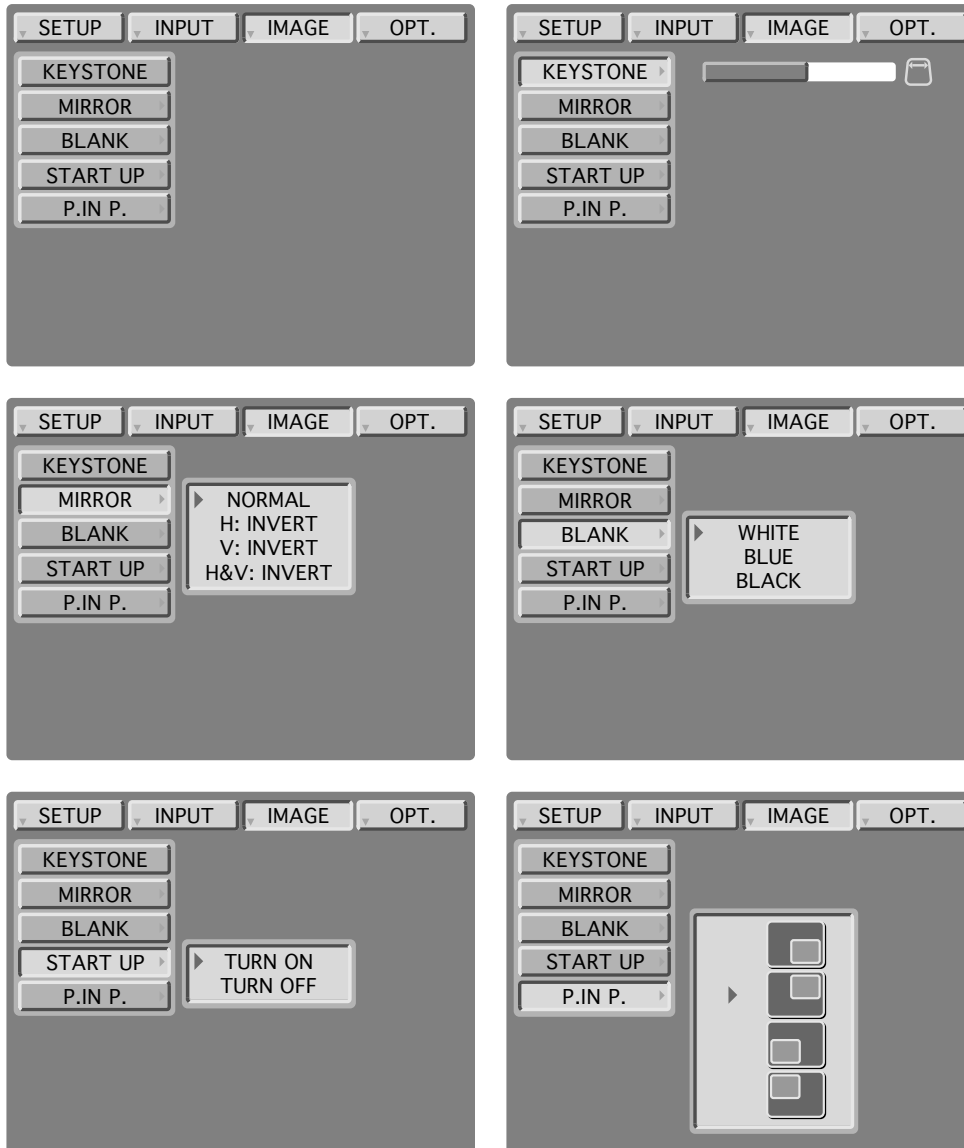 SETUP INPUT IMAGE OPT.
KEYSTONE
MIRROR
BLANK
START UP
P.IN P.
SETUP INPUT IMAGE OPT.
KEYSTONE
MIRROR
BLANK
START UP
P.IN P.
SETUP INPUT IMAGE OPT.
KEYSTONE
MIRROR
BLANK
START UP
P.IN P.
NORMAL
H: INVERT
V: INVERT
H&V: INVERT
SETUP INPUT IMAGE OPT.
KEYSTONE
MIRROR
BLANK
START UP
P.IN P.
WHITE
BLUE
BLACK
SETUP INPUT IMAGE OPT.
KEYSTONE
MIRROR
BLANK
START UP
P.IN P.
TURN ON
TURN OFF
SETUP INPUT IMAGE OPT.
KEYSTONE
MIRROR
BLANK
START UP
P.IN P.